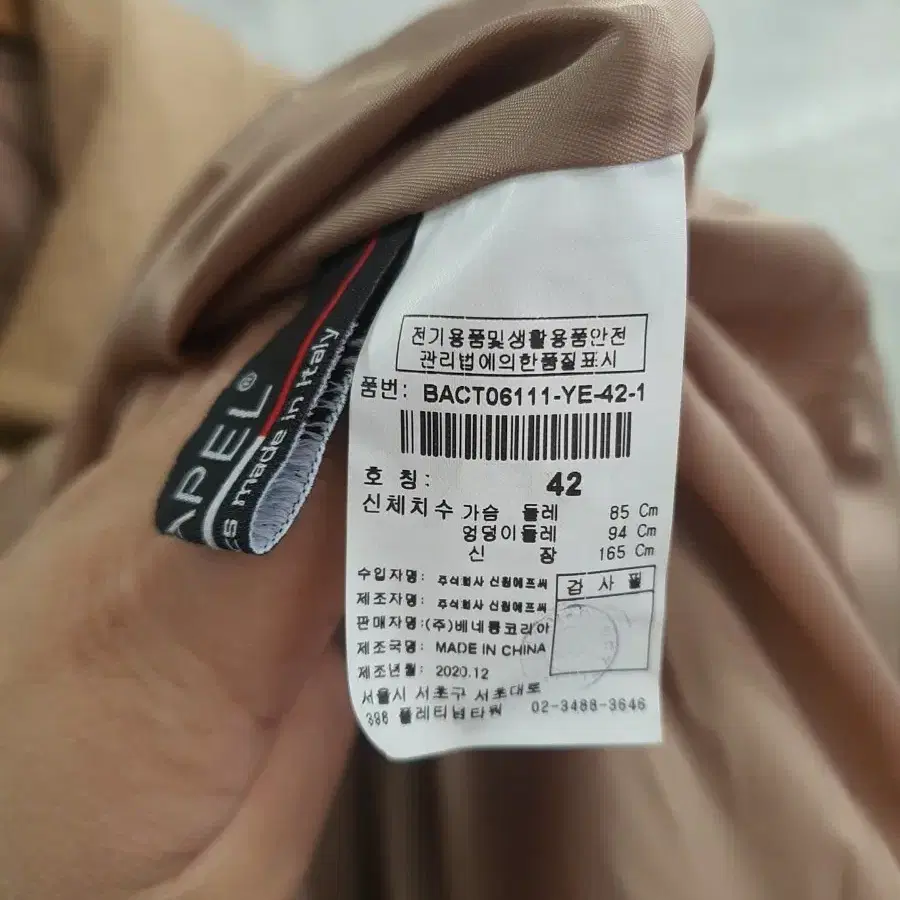 APEL®
made in Italy
전기용품및생활용품안전
관리법에의한품질표시
품번: BACT06111-YE-42-1
호 칭: 42
신체치수 가슴 둘레 85 Cm
엉덩이둘레 94 Cm
신 장 165 Cm
수입자명: 주식회사 신림에프씨
제조자명: 주식회사 신림에프씨
판매자명: (주)베네통코리아
제조국명: MADE IN CHINA
제조년월: 2020.12
검 사 필
서울시 서초구 서초대로
398 플래티넘타워 02-3488-3646